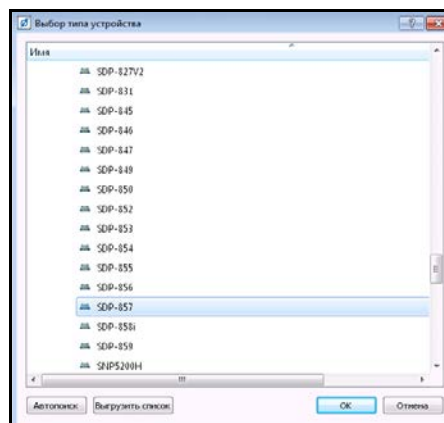 Выбор типа устройства
Имя
SDP-827V2
SDP-831
SDP-845
SDP-846
SDP-847
SDP-849
SDP-850
SDP-852
SDP-853
SDP-854
SDP-855
SDP-856
SDP-857
SDP-858i
SDP-859
SNP5200H
Автопоиск Выгрузить список OK Отмена